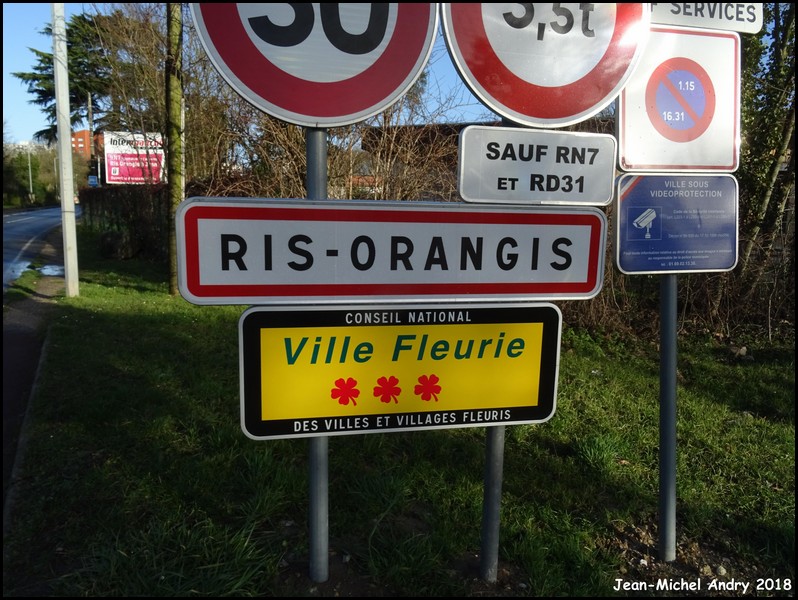 30
3,5t
SERVICES
1.15
16.31
SAUF RN7
ET RD31
VILLE SOUS
VIDEOPROTECTION
RIS-ORANGIS
CONSEIL NATIONAL
Ville Fleurie
DES VILLES ET VILLAGES FLEURIS
Jean-Michel Andry 2018